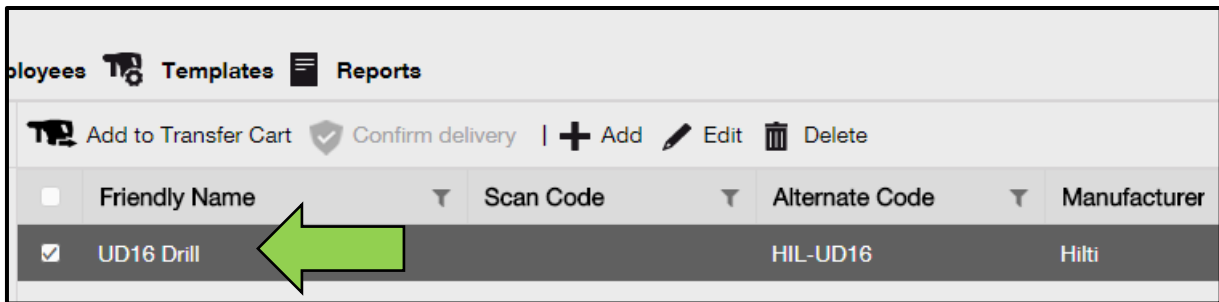 ployees Templates Reports
Add to Transfer Cart Confirm delivery | Add Edit Delete
Friendly Name Scan Code Alternate Code Manufacturer
UD16 Drill HIL-UD16 Hilti